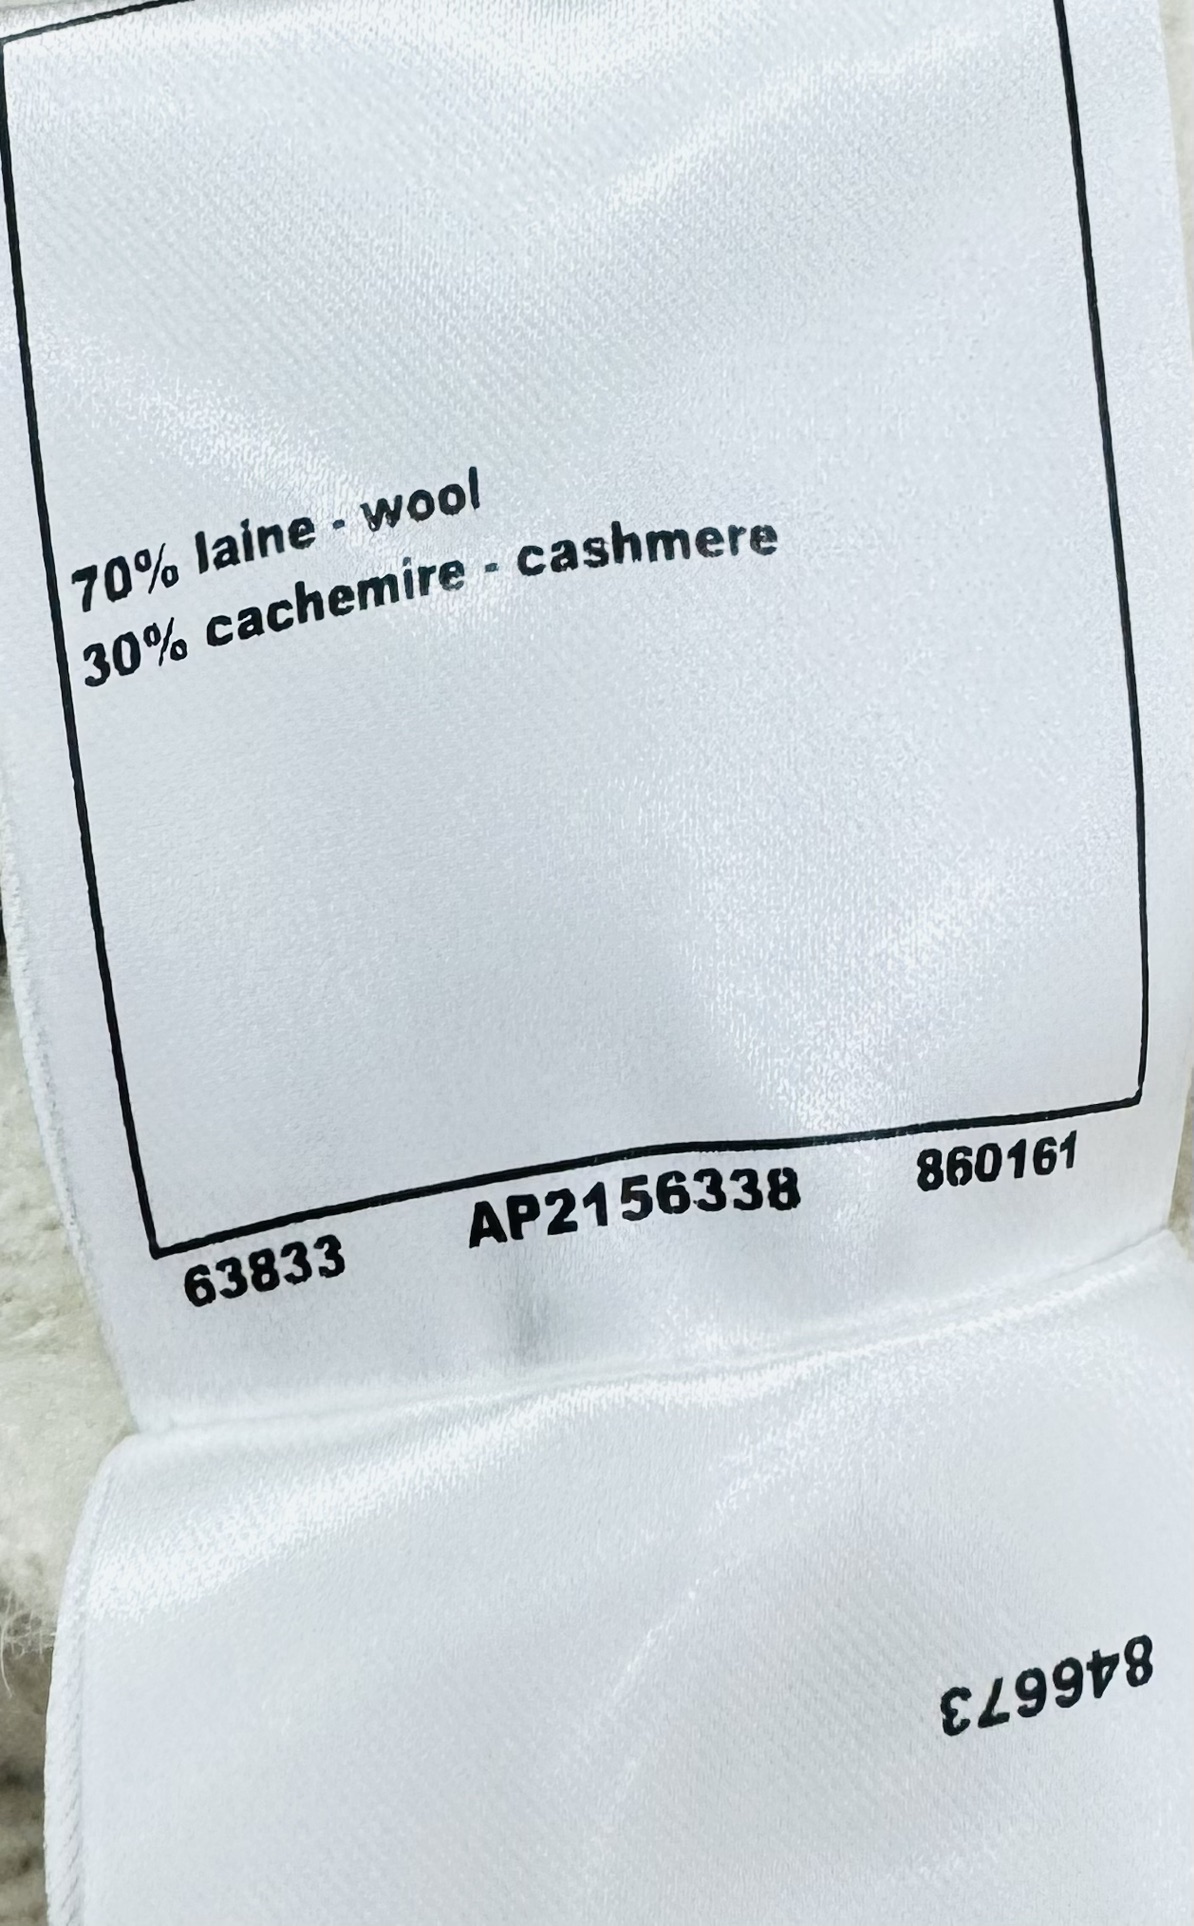 70% laine - wool
30% cachemire - cashmere
63833 AP2156338 860161
846673